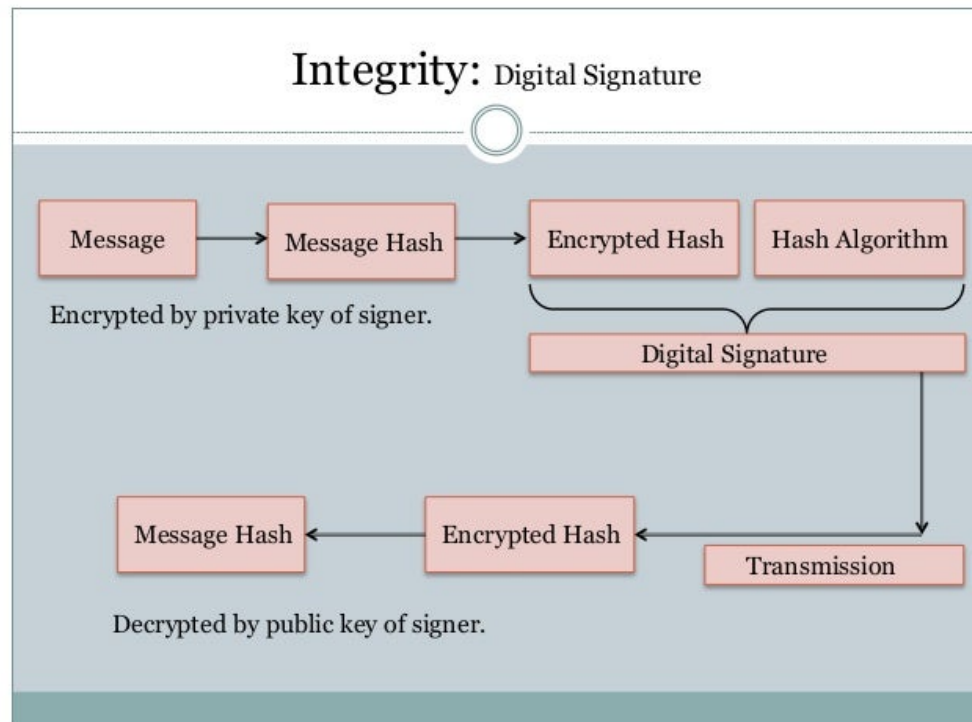 Integrity: Digital Signature
Message
Message Hash
Encrypted Hash
Hash Algorithm
Encrypted by private key of signer.
Digital Signature
Message Hash
Encrypted Hash
Transmission
Decrypted by public key of signer.